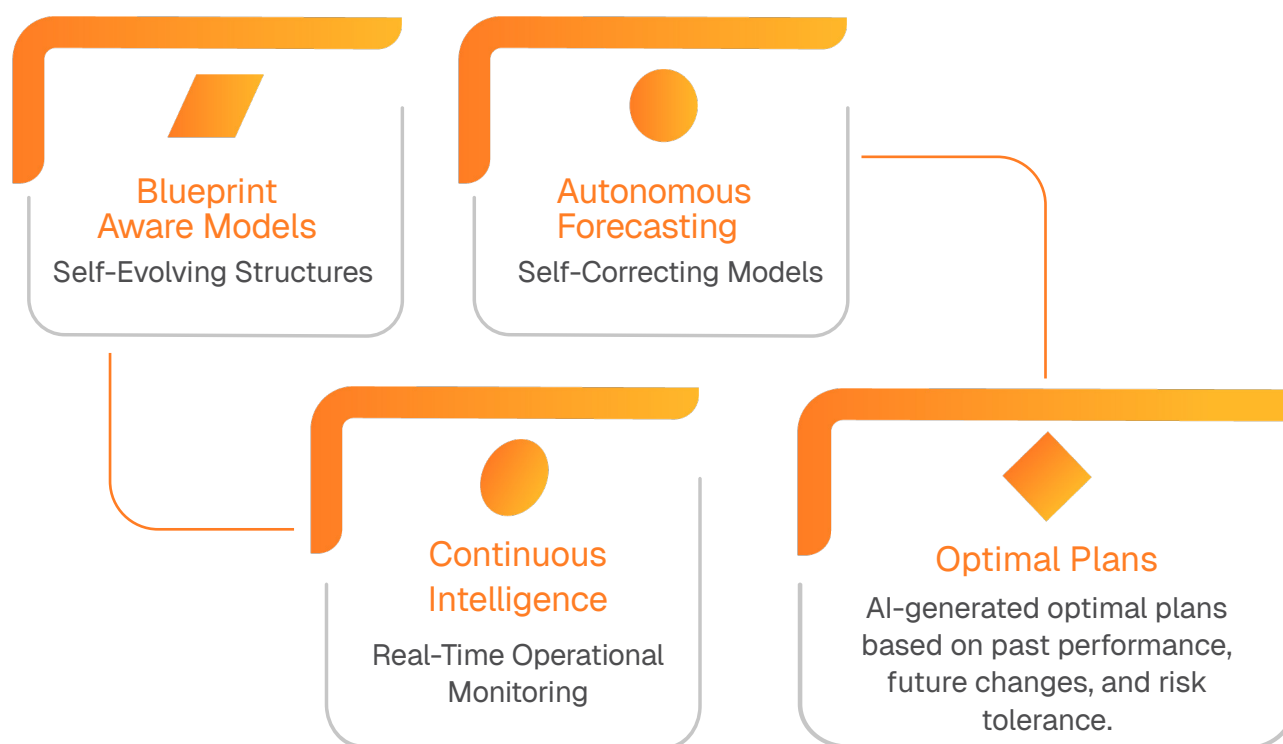 Blueprint
Aware Models
Self-Evolving Structures
Autonomous
Forecasting
Self-Correcting Models
Continuous
Intelligence
Real-Time Operational
Monitoring
Optimal Plans
AI-generated optimal plans
based on past performance,
future changes, and risk
tolerance.